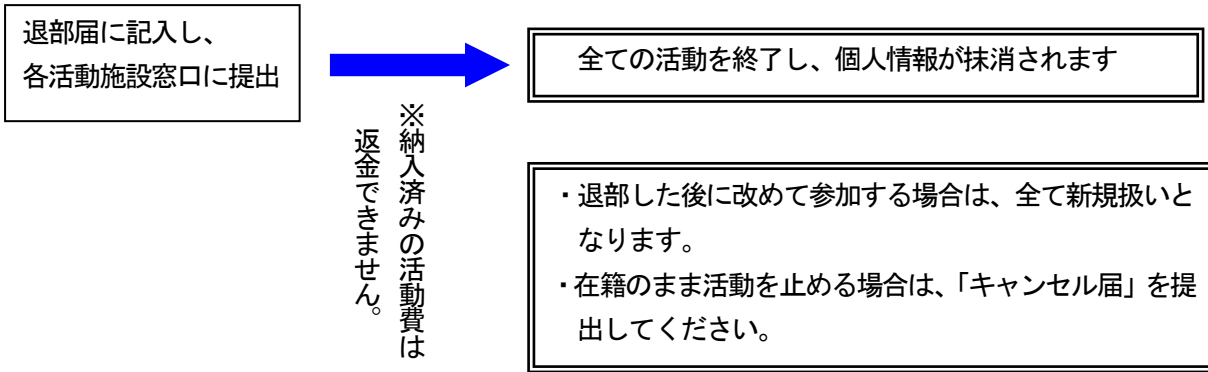 退部届に記入し、
各活動施設窓口に提出
※納入済みの活動費は
返金できません。
全ての活動を終了し、個人情報が抹消されます
・退部した後に改めて参加する場合は、全て新規扱いと
なります。
・在籍のまま活動を止める場合は、「キャンセル届」を提
出してください。